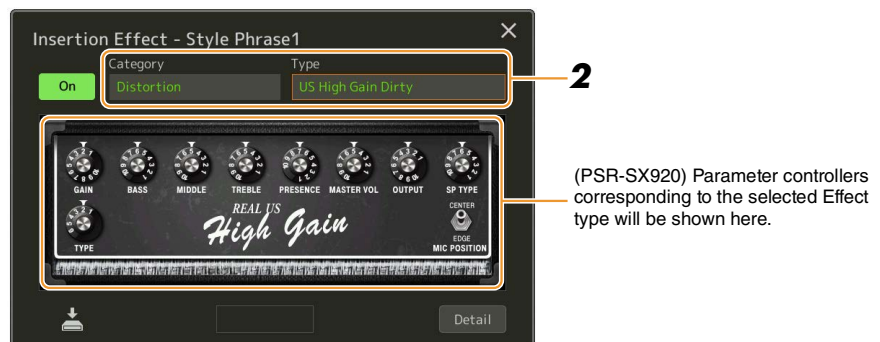 Insertion Effect - Style Phrase1
Category
Type
On
Distortion
US High Gain Dirty
2
GAIN
BASS
MIDDLE
TREBLE
PRESENCE
MASTER VOL
OUTPUT
SP TYPE
TYPE
REAL US
High Gain
CENTER
EDGE
MIC POSITION
(PSR-SX920) Parameter controllers
corresponding to the selected Effect
type will be shown here.
Detail